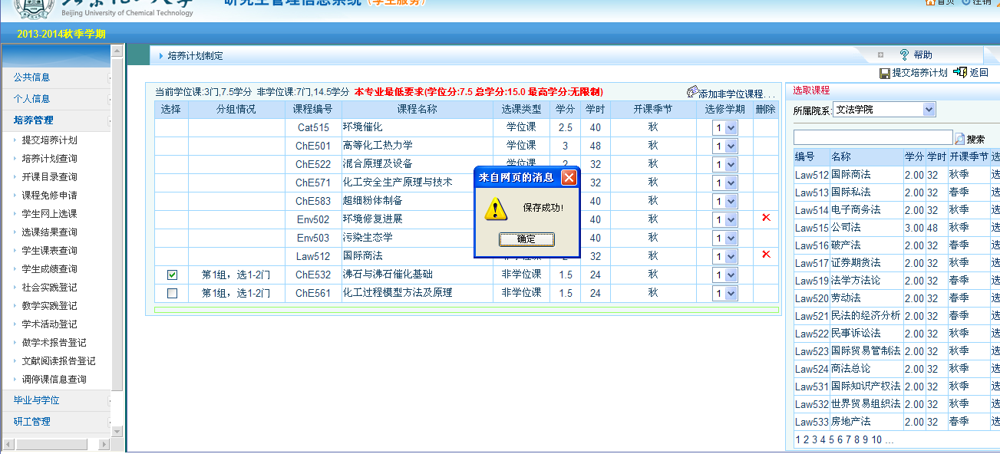 研究生管理信息系统（学生服务）
首页 注销
Beijing University of Chemical Technology
2013-2014秋季学期
公共信息
个人信息
培养管理
提交培养计划
培养计划查询
开课目录查询
课程免修申请
学生网上选课
选课结果查询
学生课表查询
学生成绩查询
社会实践登记
教学实践登记
学术活动登记
做学术报告登记
文献阅读报告登记
调停课信息查询
毕业与学位
研工管理
培养计划制定
帮助
提交培养计划 返回
当前学位课:3门,7.5学分 非学位课:7门,14.5学分 本专业最低要求(学位分:7.5 总学分:15.0 最高学分:无限制) 添加非学位课程...
选择 分组情况 课程编号 课程名称 选课类型 学分 学时 开课季节 选修学期 删除
Cat515 环境催化 学位课 2.5 40 秋 1
ChE501 高等化工热力学 学位课 3 48 秋 1
ChE522 混合原理及设备 学位课 2 32 秋 1
ChE571 化工安全生产原理与技术 32 秋 1
ChE583 超细粉体制备 40 秋 1
Env502 环境修复进展 40 秋 1
Env503 污染生态学 40 秋 1
Law512 国际商法 非学位课 2 32 秋 1
第1组，选1-2门 ChE532 沸石与沸石催化基础 非学位课 1.5 24 秋 1
第1组，选1-2门 ChE561 化工过程模型方法及原理 非学位课 1.5 24 秋 1
来自网页的消息
保存成功!
确定
选取课程
所属院系: 文法学院
搜索
编号 名称 学分 学时 开课季节 选
Law512 国际商法 2.00 32 秋季 选
Law513 国际私法 2.00 32 春季 选
Law514 电子商务法 2.00 32 秋季 选
Law515 公司法 3.00 48 秋季 选
Law516 破产法 2.00 32 春季 选
Law517 证券期货法 2.00 32 秋季 选
Law519 法学方法论 2.00 32 春季 选
Law520 劳动法 2.00 32 春季 选
Law521 民法的经济分析 2.00 32 春季 选
Law522 民事诉讼法 2.00 32 秋季 选
Law523 国际贸易管制法 2.00 32 秋季 选
Law524 商法总论 2.00 32 秋季 选
Law531 国际知识产权法 2.00 32 秋季 选
Law532 世界贸易组织法 2.00 32 秋季 选
Law533 房地产法 2.00 32 春季 选
1 2 3 4 5 6 7 8 9 10 ...